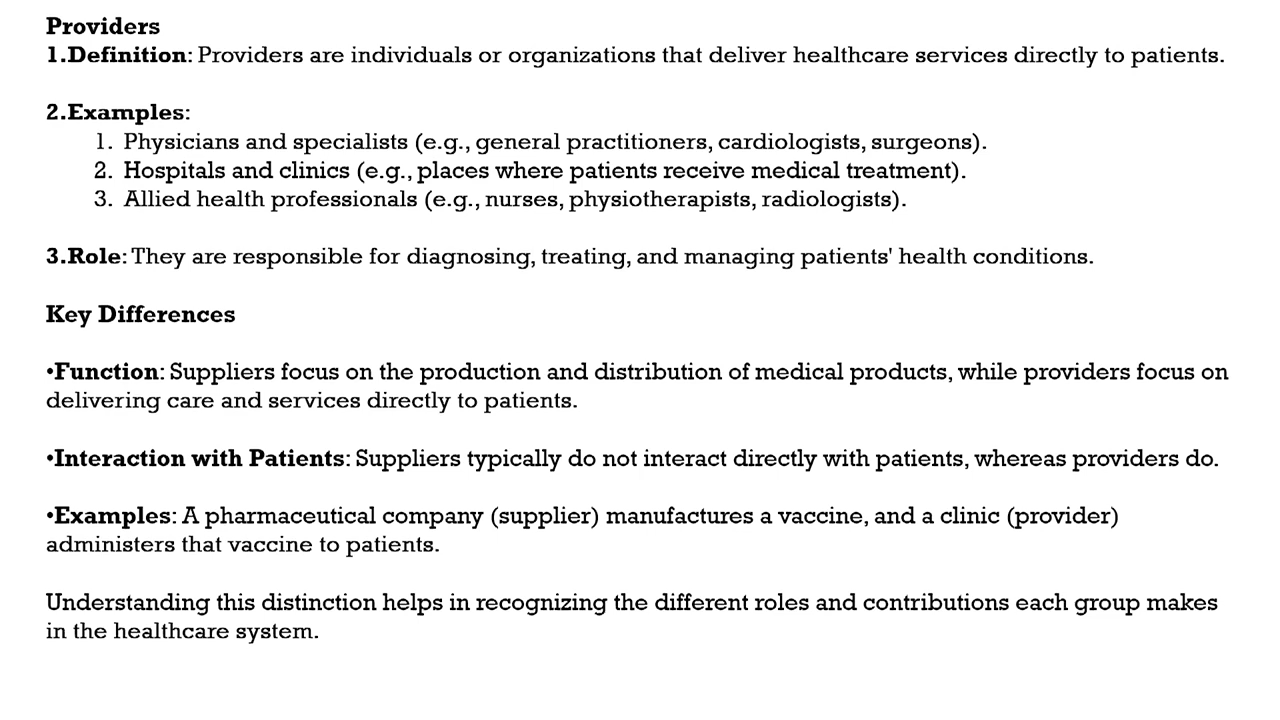 Providers
1.Definition: Providers are individuals or organizations that deliver healthcare services directly to patients.
2.Examples:
1. Physicians and specialists (e.g., general practitioners, cardiologists, surgeons).
2. Hospitals and clinics (e.g., places where patients receive medical treatment).
3. Allied health professionals (e.g., nurses, physiotherapists, radiologists).
3.Role: They are responsible for diagnosing, treating, and managing patients' health conditions.
Key Differences
•Function: Suppliers focus on the production and distribution of medical products, while providers focus on
delivering care and services directly to patients.
•Interaction with Patients: Suppliers typically do not interact directly with patients, whereas providers do.
•Examples: A pharmaceutical company (supplier) manufactures a vaccine, and a clinic (provider)
administers that vaccine to patients.
Understanding this distinction helps in recognizing the different roles and contributions each group makes
in the healthcare system.